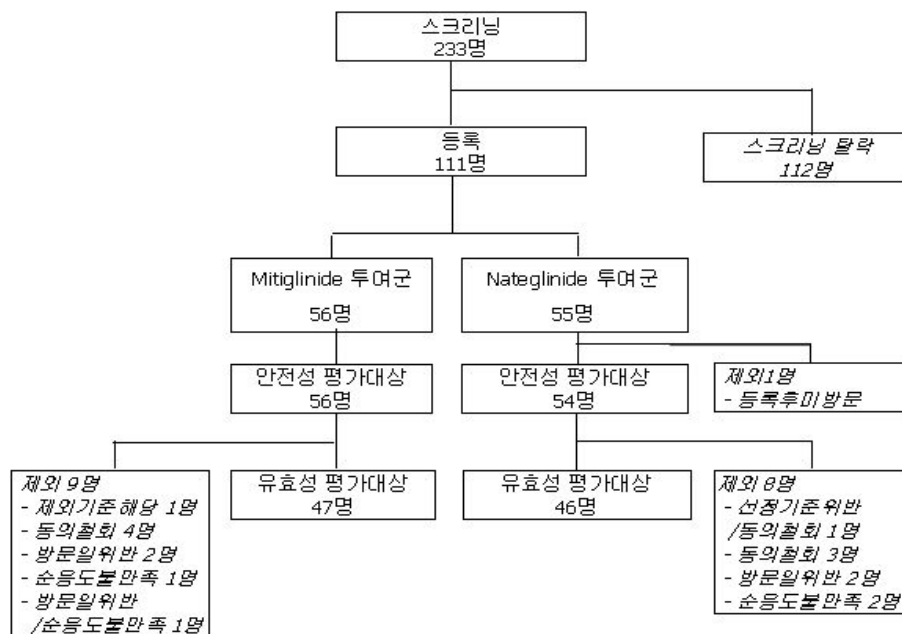 스크리닝
233명
등록
111명
스크리닝 탈락
112명
Mitiglinide 투여군
56명
Nateglinide 투여군
55명
안전성 평가대상
56명
안전성 평가대상
54명
제외1명
- 등록후미방문
제외 9명
- 제외기준해당 1명
- 동의철회 4명
- 방문일위반 2명
- 순응도불만족 1명
- 방문일위반
/순응도불만족 1명
유효성 평가대상
47명
유효성 평가대상
46명
제외 8명
- 선정기준위반
/동의철회 1명
- 동의철회 3명
- 방문일위반 2명
- 순응도불만족 2명